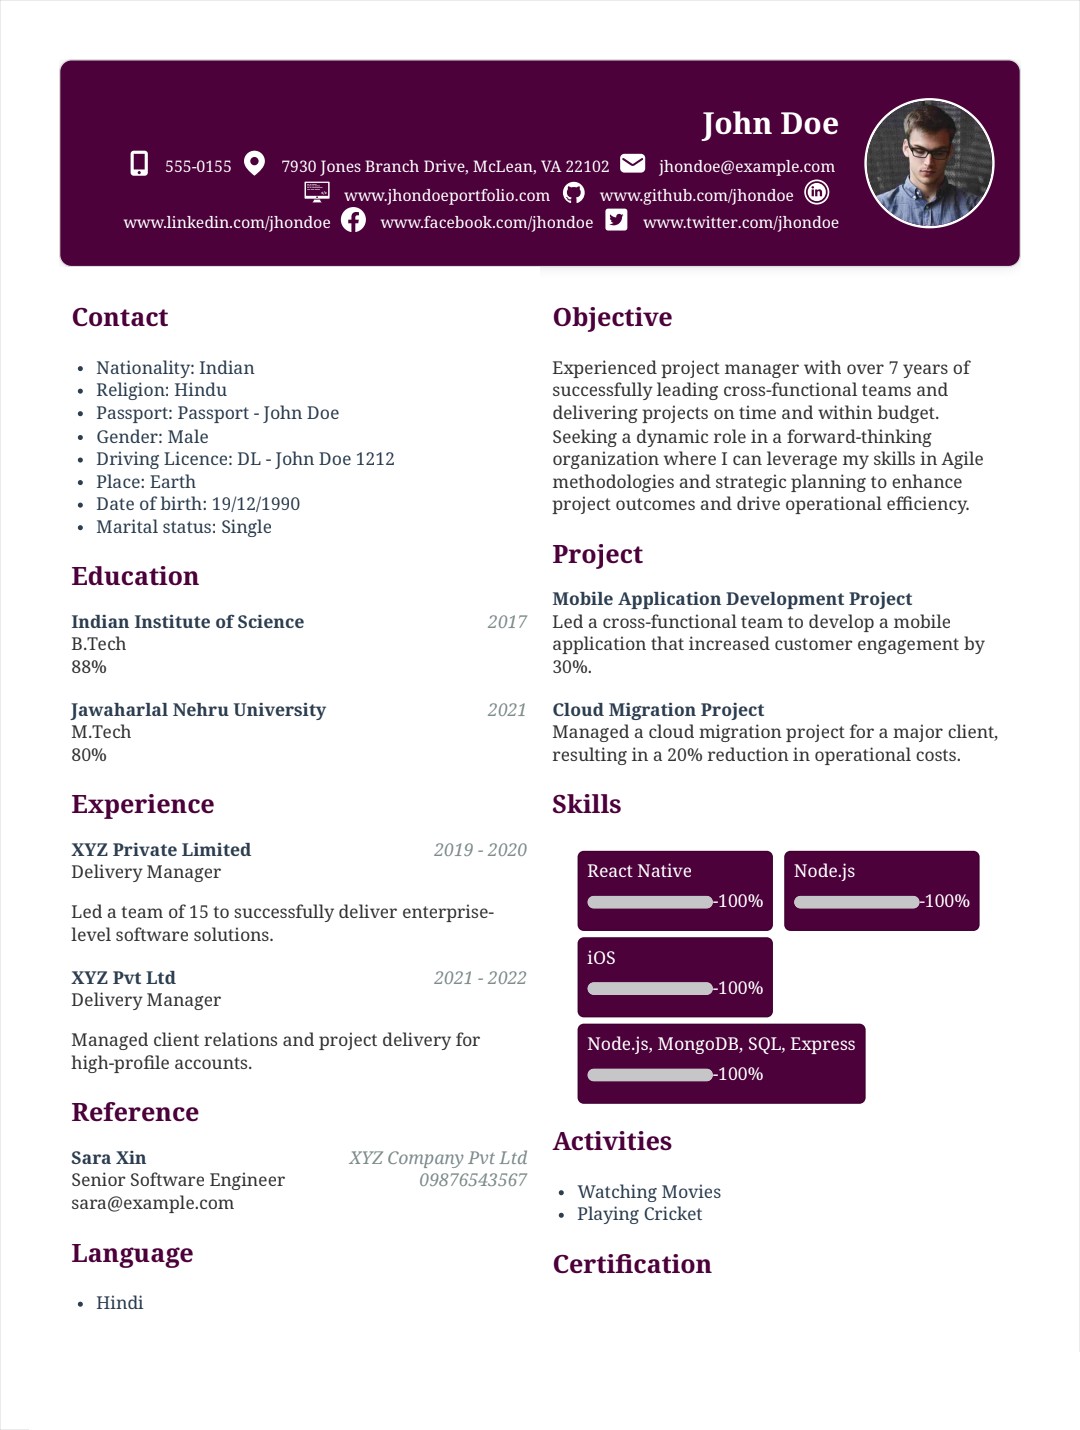 John Doe
555-0155 7930 Jones Branch Drive, McLean, VA 22102 jhondoe@example.com
www.jhondoeportfolio.com www.github.com/jhondoe
www.linkedin.com/jhondoe www.facebook.com/jhondoe www.twitter.com/jhondoe
Contact
• Nationality: Indian
• Religion: Hindu
• Passport: Passport - John Doe
• Gender: Male
• Driving Licence: DL - John Doe 1212
• Place: Earth
• Date of birth: 19/12/1990
• Marital status: Single
Education
Indian Institute of Science 2017
B.Tech
88%
Jawaharlal Nehru University 2021
M.Tech
80%
Experience
XYZ Private Limited 2019 - 2020
Delivery Manager
Led a team of 15 to successfully deliver enterprise-
level software solutions.
XYZ Pvt Ltd 2021 - 2022
Delivery Manager
Managed client relations and project delivery for
high-profile accounts.
Reference
Sara Xin XYZ Company Pvt Ltd
Senior Software Engineer 09876543567
sara@example.com
Language
• Hindi
Objective
Experienced project manager with over 7 years of
successfully leading cross-functional teams and
delivering projects on time and within budget.
Seeking a dynamic role in a forward-thinking
organization where I can leverage my skills in Agile
methodologies and strategic planning to enhance
project outcomes and drive operational efficiency.
Project
Mobile Application Development Project
Led a cross-functional team to develop a mobile
application that increased customer engagement by
30%.
Cloud Migration Project
Managed a cloud migration project for a major client,
resulting in a 20% reduction in operational costs.
Skills
React Native
-100%
Node.js
-100%
iOS
-100%
Node.js, MongoDB, SQL, Express
-100%
Activities
• Watching Movies
• Playing Cricket
Certification